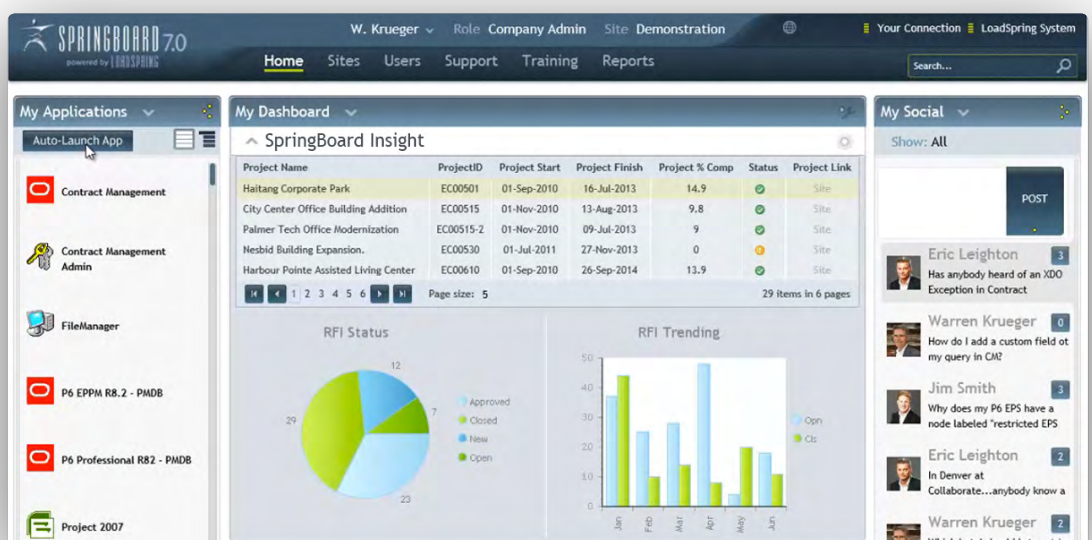 SPRINGBOARD 7.0
powered by LOADSPRING
W. Krueger Role Company Admin Site Demonstration
Your Connection LoadSpring System
Home Sites Users Support Training Reports
Search...
My Applications
Auto-Launch App
Contract Management
Contract Management
Admin
FileManager
P6 EPPM R8.2 - PMDB
P6 Professional R82 - PMDB
Project 2007
My Dashboard
SpringBoard Insight
Project Name ProjectID Project Start Project Finish Project % Comp Status Project Link
Haitang Corporate Park EC00501 01-Sep-2010 16-Jul-2013 14.9 Site
City Center Office Building Addition EC00515 01-Nov-2010 13-Aug-2013 9.8 Site
Palmer Tech Office Modernization EC00515-2 01-Nov-2010 09-Jul-2013 9 Site
Nesbid Building Expansion. EC00530 01-Jul-2011 27-Nov-2013 0 Site
Harbour Pointe Assisted Living Center EC00610 01-Sep-2010 26-Sep-2014 13.9 Site
1 2 3 4 5 6 Page size: 5 29 items in 6 pages
RFI Status
12
7
29
23
Approved
Closed
New
Open
RFI Trending
50
40
30
20
10
0
Jan Feb Mar Apr May Jun
Opn
Cls
My Social
Show: All
POST
Eric Leighton 3
Has anybody heard of an XDO
Exception in Contract
Warren Krueger 0
How do I add a custom field ot
my query in CM?
Jim Smith 3
Why does my P6 EPS have a
node labeled "restricted EPS
Eric Leighton 2
In Denver at
Collaborate...anybody know a
Warren Krueger 2